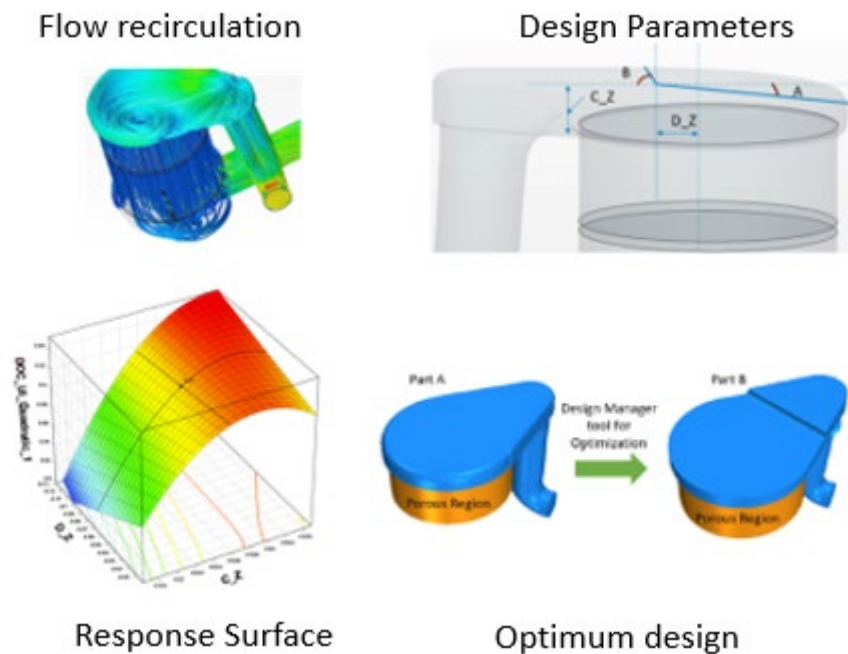 Flow recirculation
Design Parameters
B
A
C_Z
D_Z
DOC_UI_Quadratic_1
D_Z
C_Z
Part A
Part B
Design Manager
tool for
Optimization
Porous Region
Porous Region
Response Surface
Optimum design